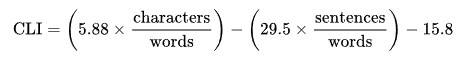 CLI = (5.88 × characters/words) − (29.5 × sentences/words) − 15.8